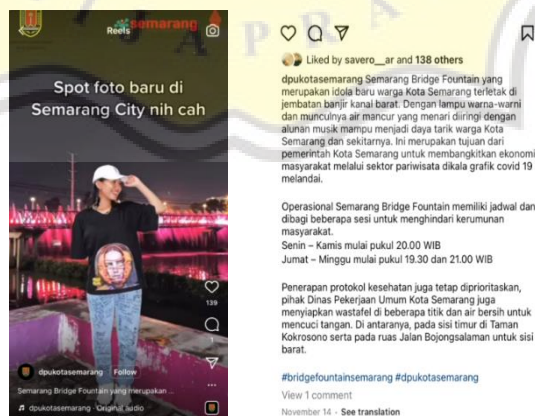 Reels
semarang
Spot foto baru di
Semarang City nih cah
139
1
dpukotasemarang Follow
Semarang Bridge Fountain yang merupakan ...
dpukotasemarang · Original audio
Liked by savero__ar and 138 others
dpukotasemarang Semarang Bridge Fountain yang
merupakan idola baru warga Kota Semarang terletak di
jembatan banjir kanal barat. Dengan lampu warna-warni
dan munculnya air mancur yang menari diiringi dengan
alunan musik mampu menjadi daya tarik warga Kota
Semarang dan sekitarnya. Ini merupakan tujuan dari
pemerintah Kota Semarang untuk membangkitkan ekonomi
masyarakat melalui sektor pariwisata dikala grafik covid 19
melandai.
Operasional Semarang Bridge Fountain memiliki jadwal dan
dibagi beberapa sesi untuk menghindari kerumunan
masyarakat.
Senin – Kamis mulai pukul 20.00 WIB
Jumat – Minggu mulai pukul 19.30 dan 21.00 WIB
Penerapan protokol kesehatan juga tetap diprioritaskan,
pihak Dinas Pekerjaan Umum Kota Semarang juga
menyiapkan wastafel di beberapa titik dan air bersih untuk
mencuci tangan. Di antaranya, pada sisi timur di Taman
Kokrosono serta pada ruas Jalan Bojongsalaman untuk sisi
barat.
#bridgefountainsemarang #dpukotasemarang
View 1 comment
November 14 · See translation